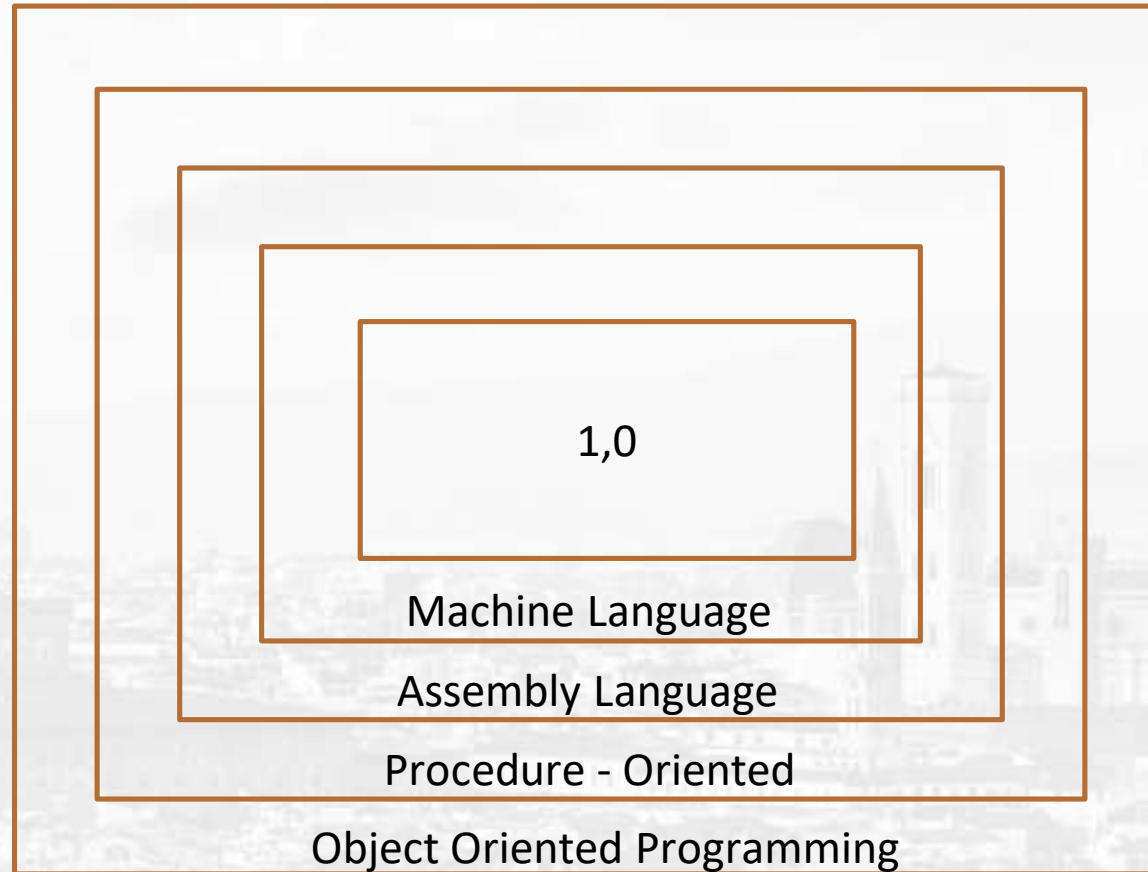 1,0
Machine Language
Assembly Language
Procedure - Oriented
Object Oriented Programming